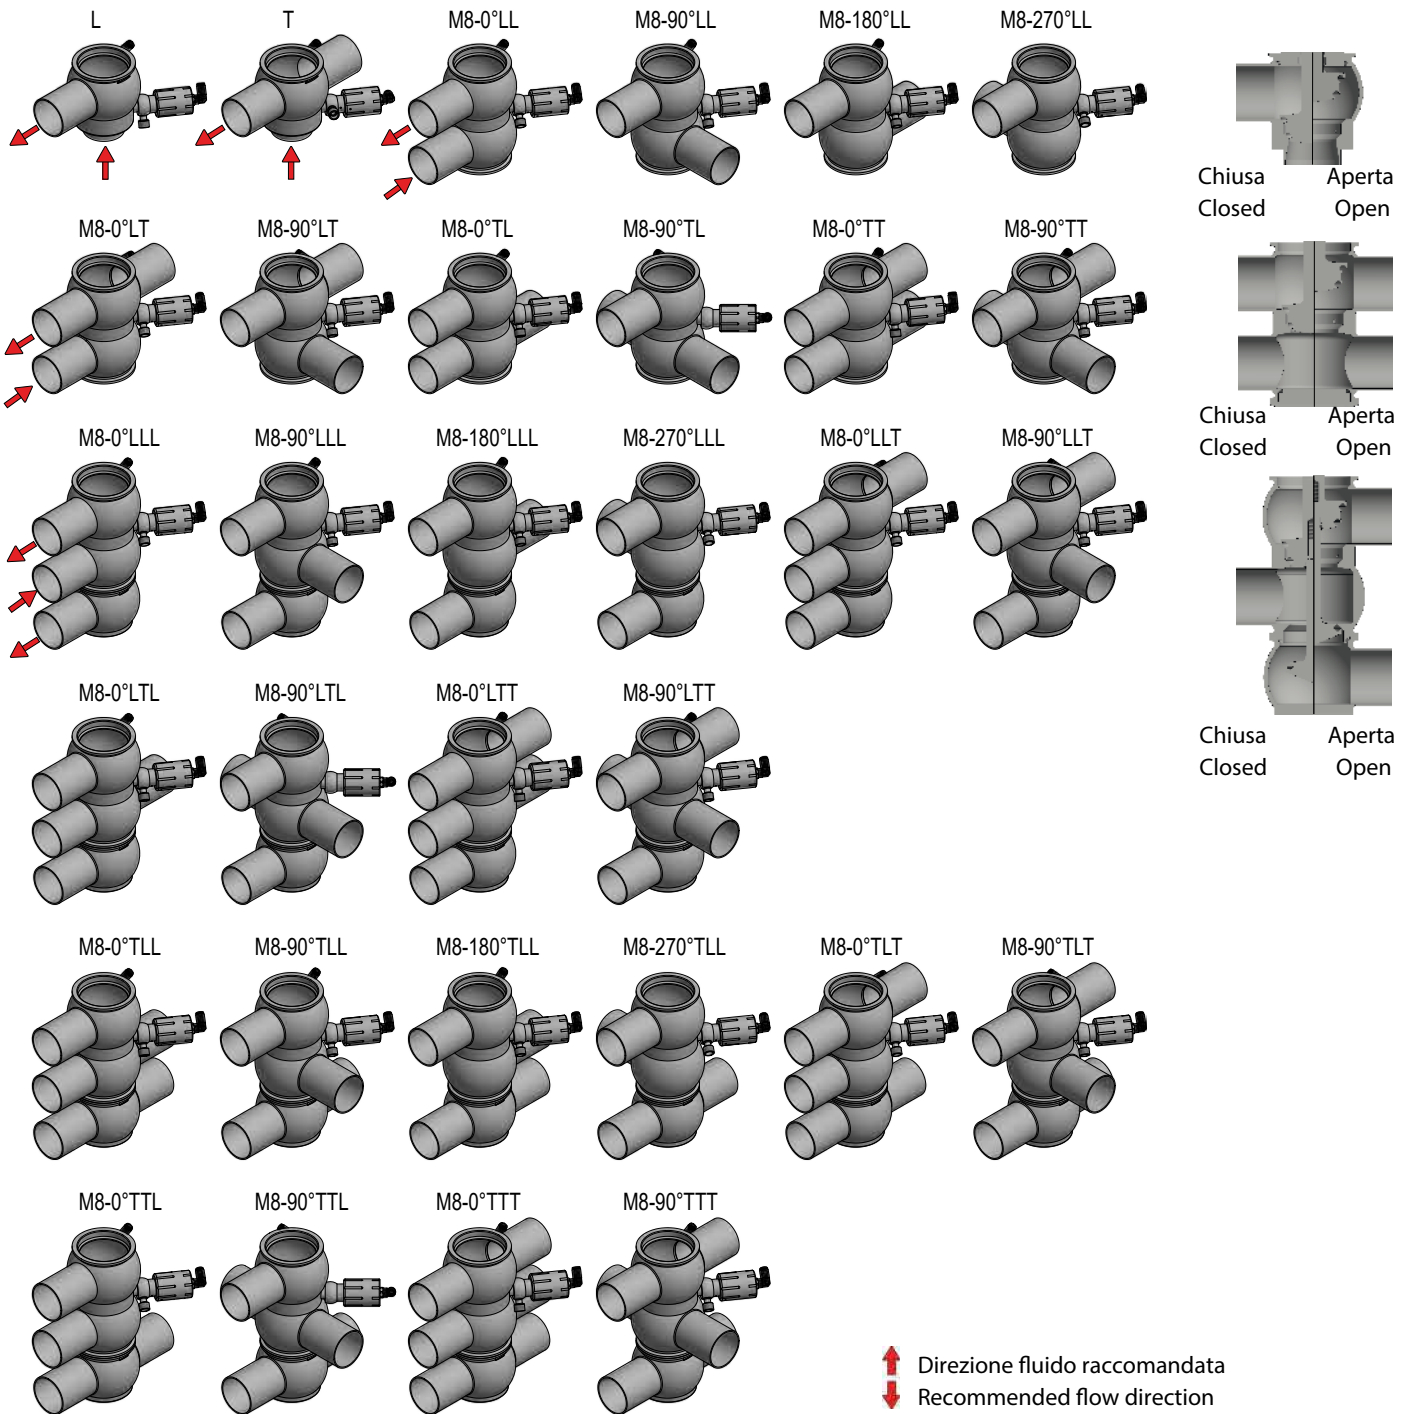 L
T
M8-0°LL
M8-90°LL
M8-180°LL
M8-270°LL
Chiusa
Aperta
Closed
Open
M8-0°LT
M8-90°LT
M8-0°TL
M8-90°TL
M8-0°TT
M8-90°TT
Chiusa
Aperta
Closed
Open
M8-0°LLL
M8-90°LLL
M8-180°LLL
M8-270°LLL
M8-0°LLT
M8-90°LLT
M8-0°LTL
M8-90°LTL
M8-0°LTT
M8-90°LTT
Chiusa
Aperta
Closed
Open
M8-0°TLL
M8-90°TLL
M8-180°TLL
M8-270°TLL
M8-0°TLT
M8-90°TLT
M8-0°TTL
M8-90°TTL
M8-0°TTT
M8-90°TTT
Direzione fluido raccomandata
Recommended flow direction